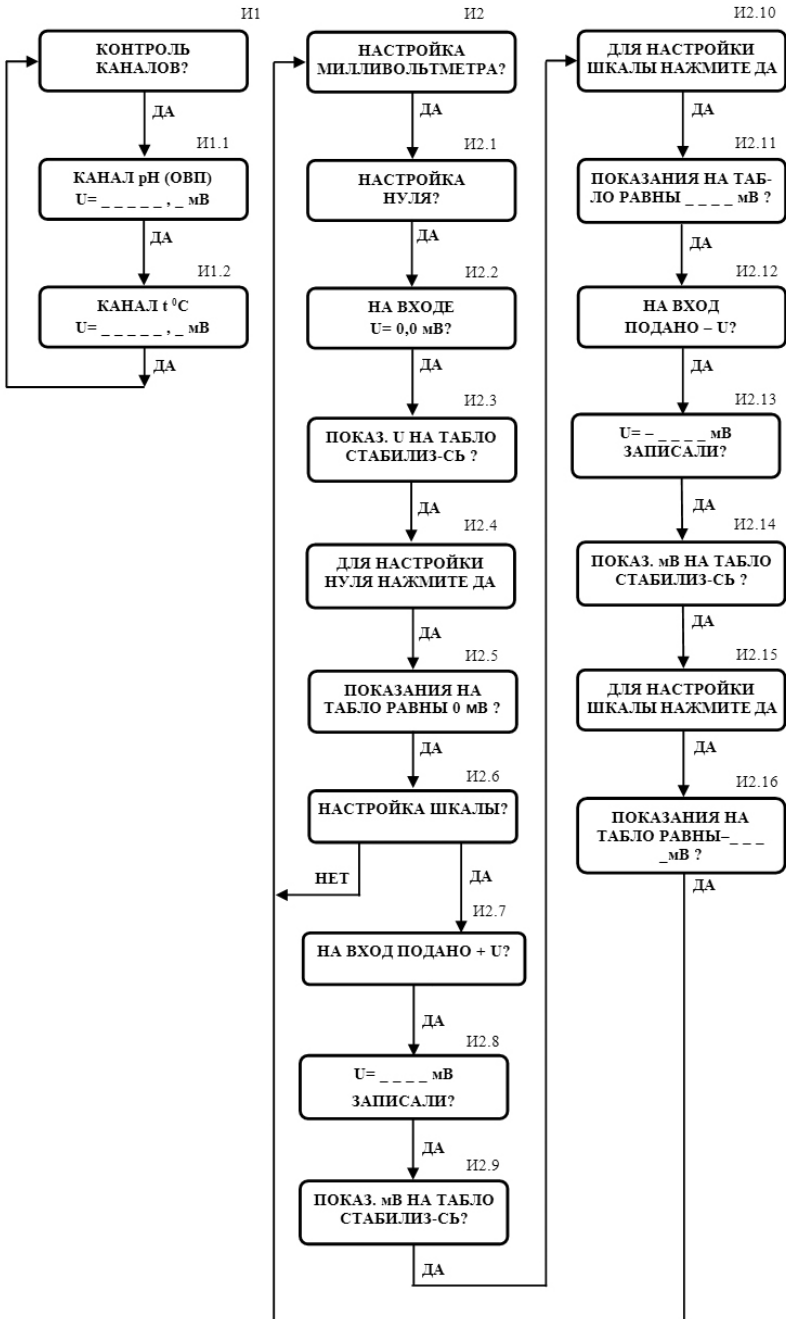 И1
КОНТРОЛЬ
КАНАЛОВ?
ДА
И1.1
КАНАЛ pH (ОВП)
U= _ _ _ _ _ , _ мВ
ДА
И1.2
КАНАЛ t ⁰С
U= _ _ _ _ _ , _ мВ
ДА
И2
НАСТРОЙКА
МИЛЛИВОЛЬТМЕТРА?
ДА
И2.1
НАСТРОЙКА
НУЛЯ?
ДА
И2.2
НА ВХОДЕ
U= 0,0 мВ?
ДА
И2.3
ПОКАЗ. U НА ТАБЛО
СТАБИЛИЗ-СЬ ?
ДА
И2.4
ДЛЯ НАСТРОЙКИ
НУЛЯ НАЖМИТЕ ДА
ДА
И2.5
ПОКАЗАНИЯ НА
ТАБЛО РАВНЫ 0 мВ ?
ДА
И2.6
НАСТРОЙКА ШКАЛЫ?
НЕТ
ДА
И2.7
НА ВХОД ПОДАНО + U?
ДА
И2.8
U= _ _ _ _ мВ
ЗАПИСАЛИ?
ДА
И2.9
ПОКАЗ. мВ НА ТАБЛО
СТАБИЛИЗ-СЬ?
ДА
И2.10
ДЛЯ НАСТРОЙКИ
ШКАЛЫ НАЖМИТЕ ДА
ДА
И2.11
ПОКАЗАНИЯ НА ТАБ-
ЛО РАВНЫ _ _ _ _ мВ ?
ДА
И2.12
НА ВХОД
ПОДАНО – U?
ДА
И2.13
U= – _ _ _ _ мВ
ЗАПИСАЛИ?
ДА
И2.14
ПОКАЗ. мВ НА ТАБЛО
СТАБИЛИЗ-СЬ ?
ДА
И2.15
ДЛЯ НАСТРОЙКИ
ШКАЛЫ НАЖМИТЕ ДА
ДА
И2.16
ПОКАЗАНИЯ НА
ТАБЛО РАВНЫ–_ _ _
_мВ ?
ДА